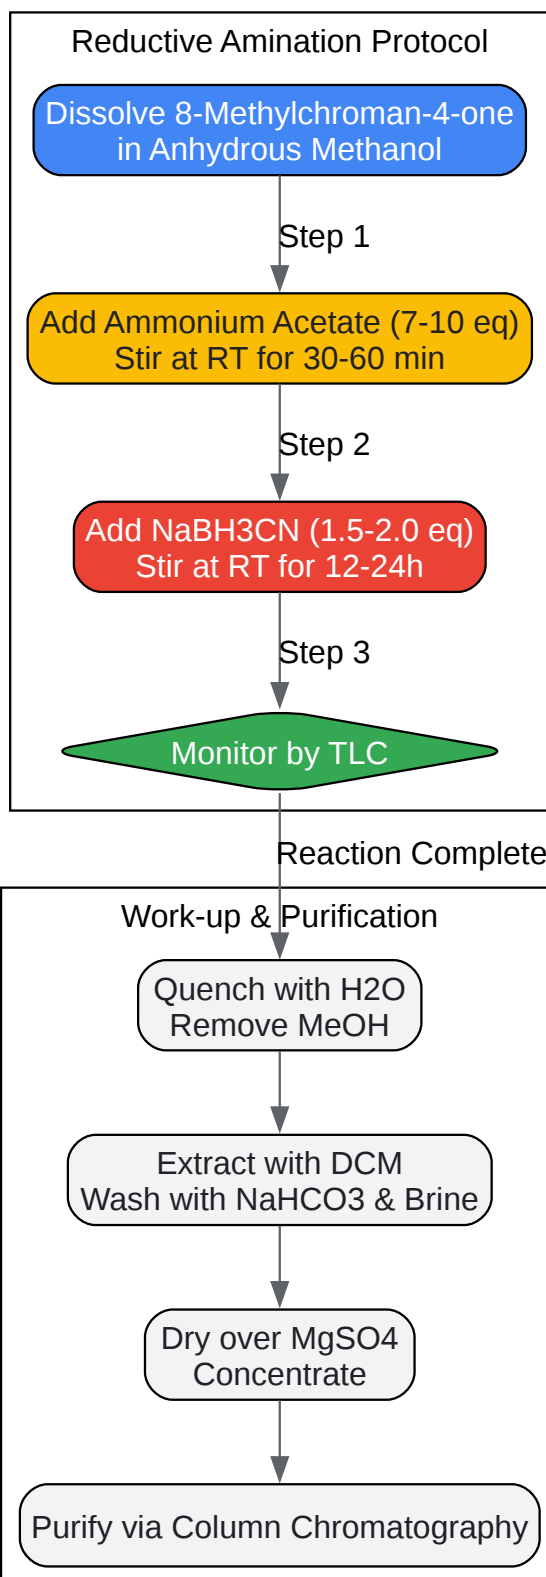 Reductive Amination Protocol
Dissolve 8-Methylchroman-4-one
in Anhydrous Methanol
Step 1
Add Ammonium Acetate (7-10 eq)
Stir at RT for 30-60 min
Step 2
Add NaBH3CN (1.5-2.0 eq)
Stir at RT for 12-24h
Step 3
Monitor by TLC
Reaction Complete
Work-up & Purification
Quench with H2O
Remove MeOH
Extract with DCM
Wash with NaHCO3 & Brine
Dry over MgSO4
Concentrate
Purify via Column Chromatography